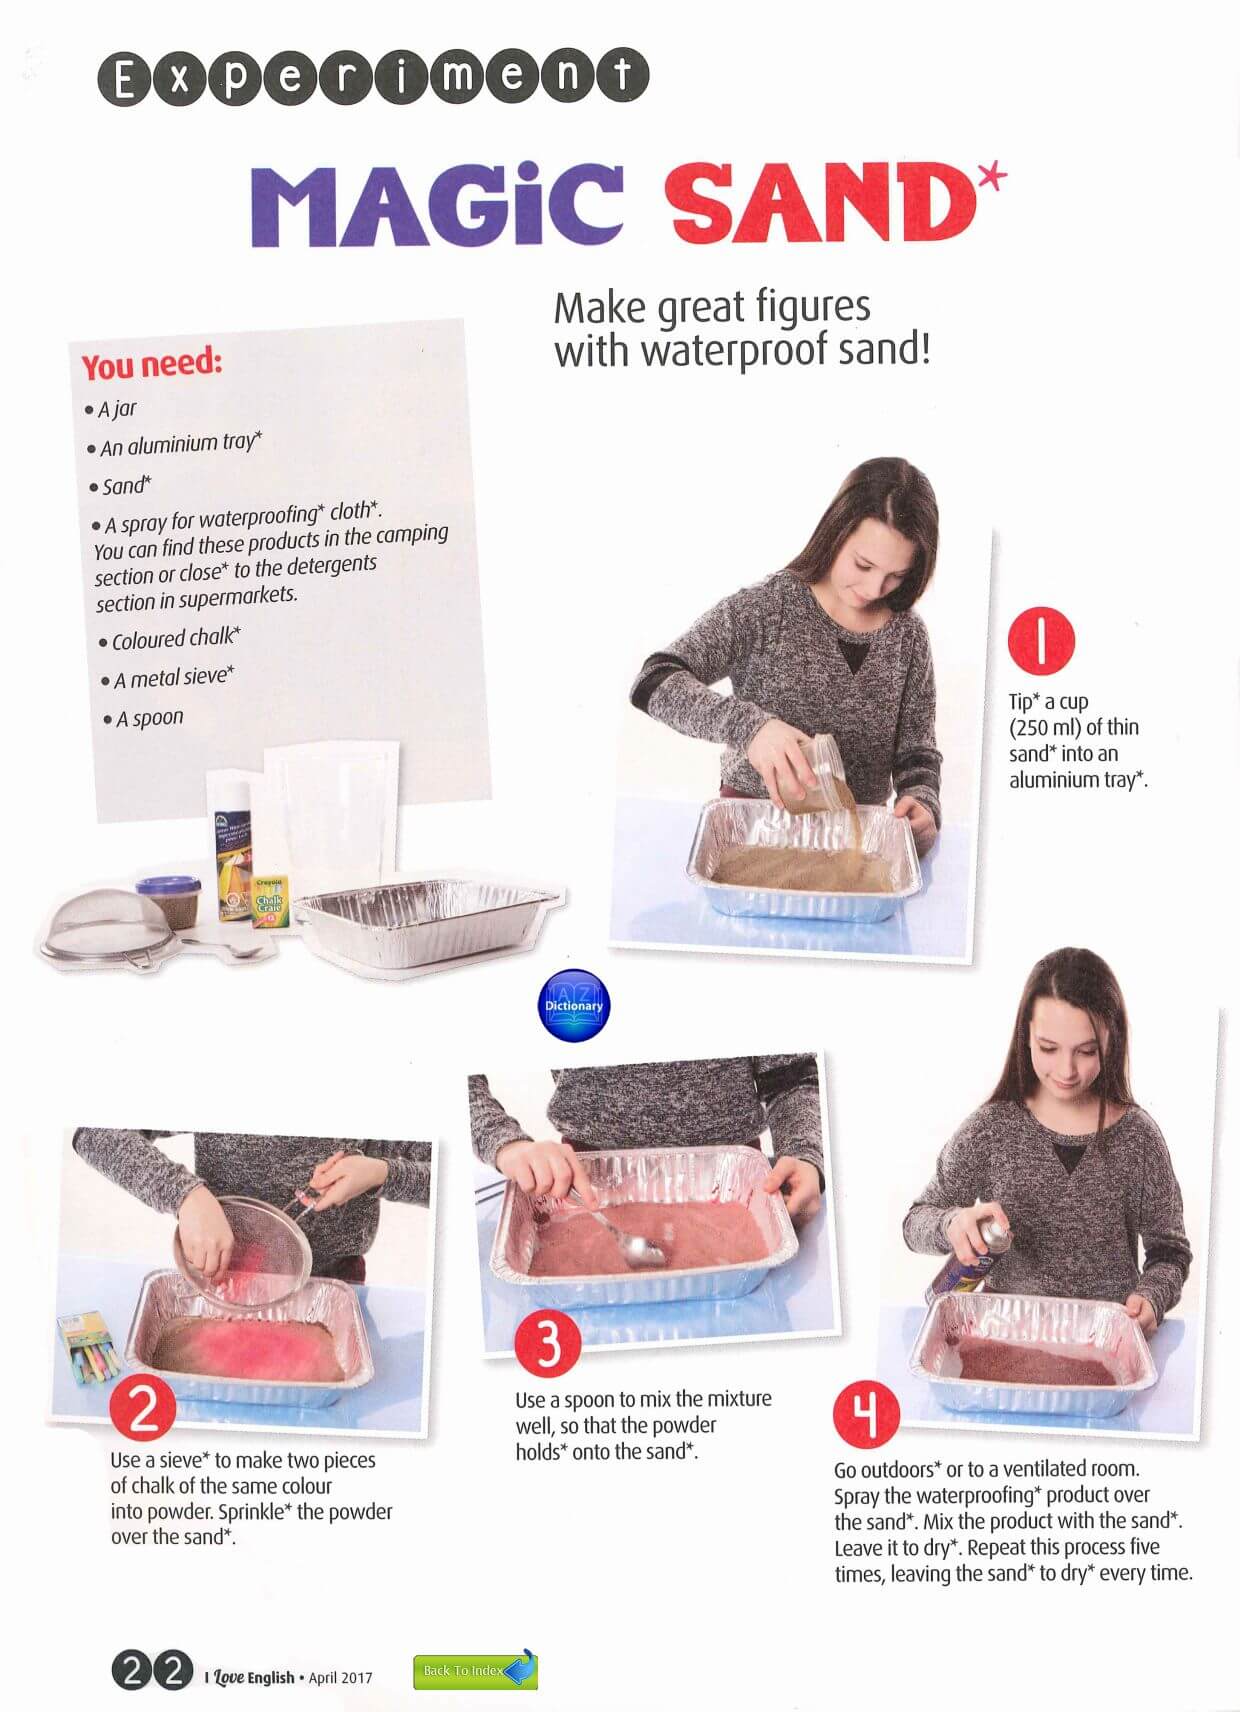 Experiment
MAGiC SAND*
Make great figures
with waterproof sand!
You need:
• A jar
• An aluminium tray*
• Sand*
• A spray for waterproofing* cloth*.
You can find these products in the camping
section or close* to the detergents
section in supermarkets.
• Coloured chalk*
• A metal sieve*
• A spoon
Crayola
Chalk
Craie
12
1
Tip* a cup
(250 ml) of thin
sand* into an
aluminium tray*.
A Z
Dictionary
2
Use a sieve* to make two pieces
of chalk of the same colour
into powder. Sprinkle* the powder
over the sand*.
3
Use a spoon to mix the mixture
well, so that the powder
holds* onto the sand*.
4
Go outdoors* or to a ventilated room.
Spray the waterproofing* product over
the sand*. Mix the product with the sand*.
Leave it to dry*. Repeat this process five
times, leaving the sand* to dry* every time.
22 I Love English • April 2017
Back To Index